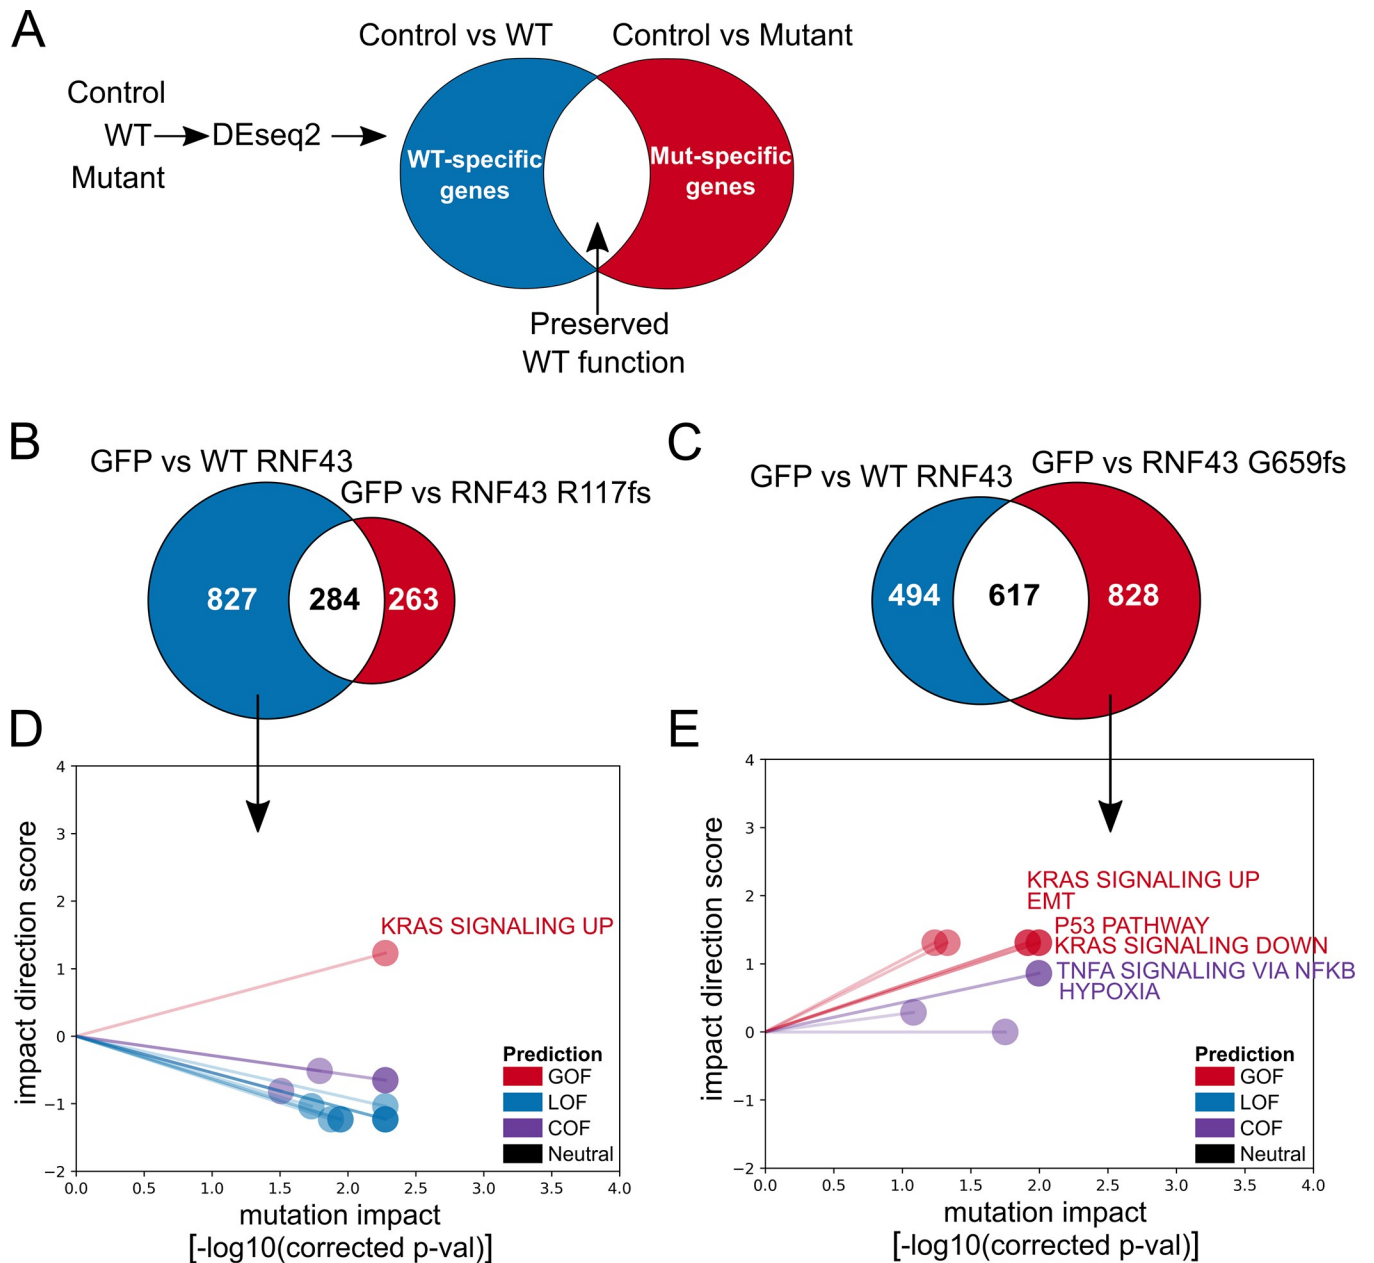 A
Control vs WT
Control vs Mutant
Control
WT
DEseq2
Mutant
WT-specific
genes
Mut-specific
genes
Preserved
WT function
B
GFP vs WT RNF43
GFP vs RNF43 R117fs
827
284
263
C
GFP vs WT RNF43
GFP vs RNF43 G659fs
494
617
828
D
impact direction score
4
3
2
1
0
−1
−2
KRAS SIGNALING UP
Prediction
GOF
LOF
COF
Neutral
0.0 0.5 1.0 1.5 2.0 2.5 3.0 3.5 4.0
mutation impact
[-log10(corrected p-val)]
E
impact direction score
4
3
2
1
0
−1
−2
KRAS SIGNALING UP
EMT
P53 PATHWAY
KRAS SIGNALING DOWN
TNFA SIGNALING VIA NFKB
HYPOXIA
Prediction
GOF
LOF
COF
Neutral
0.0 0.5 1.0 1.5 2.0 2.5 3.0 3.5 4.0
mutation impact
[-log10(corrected p-val)]